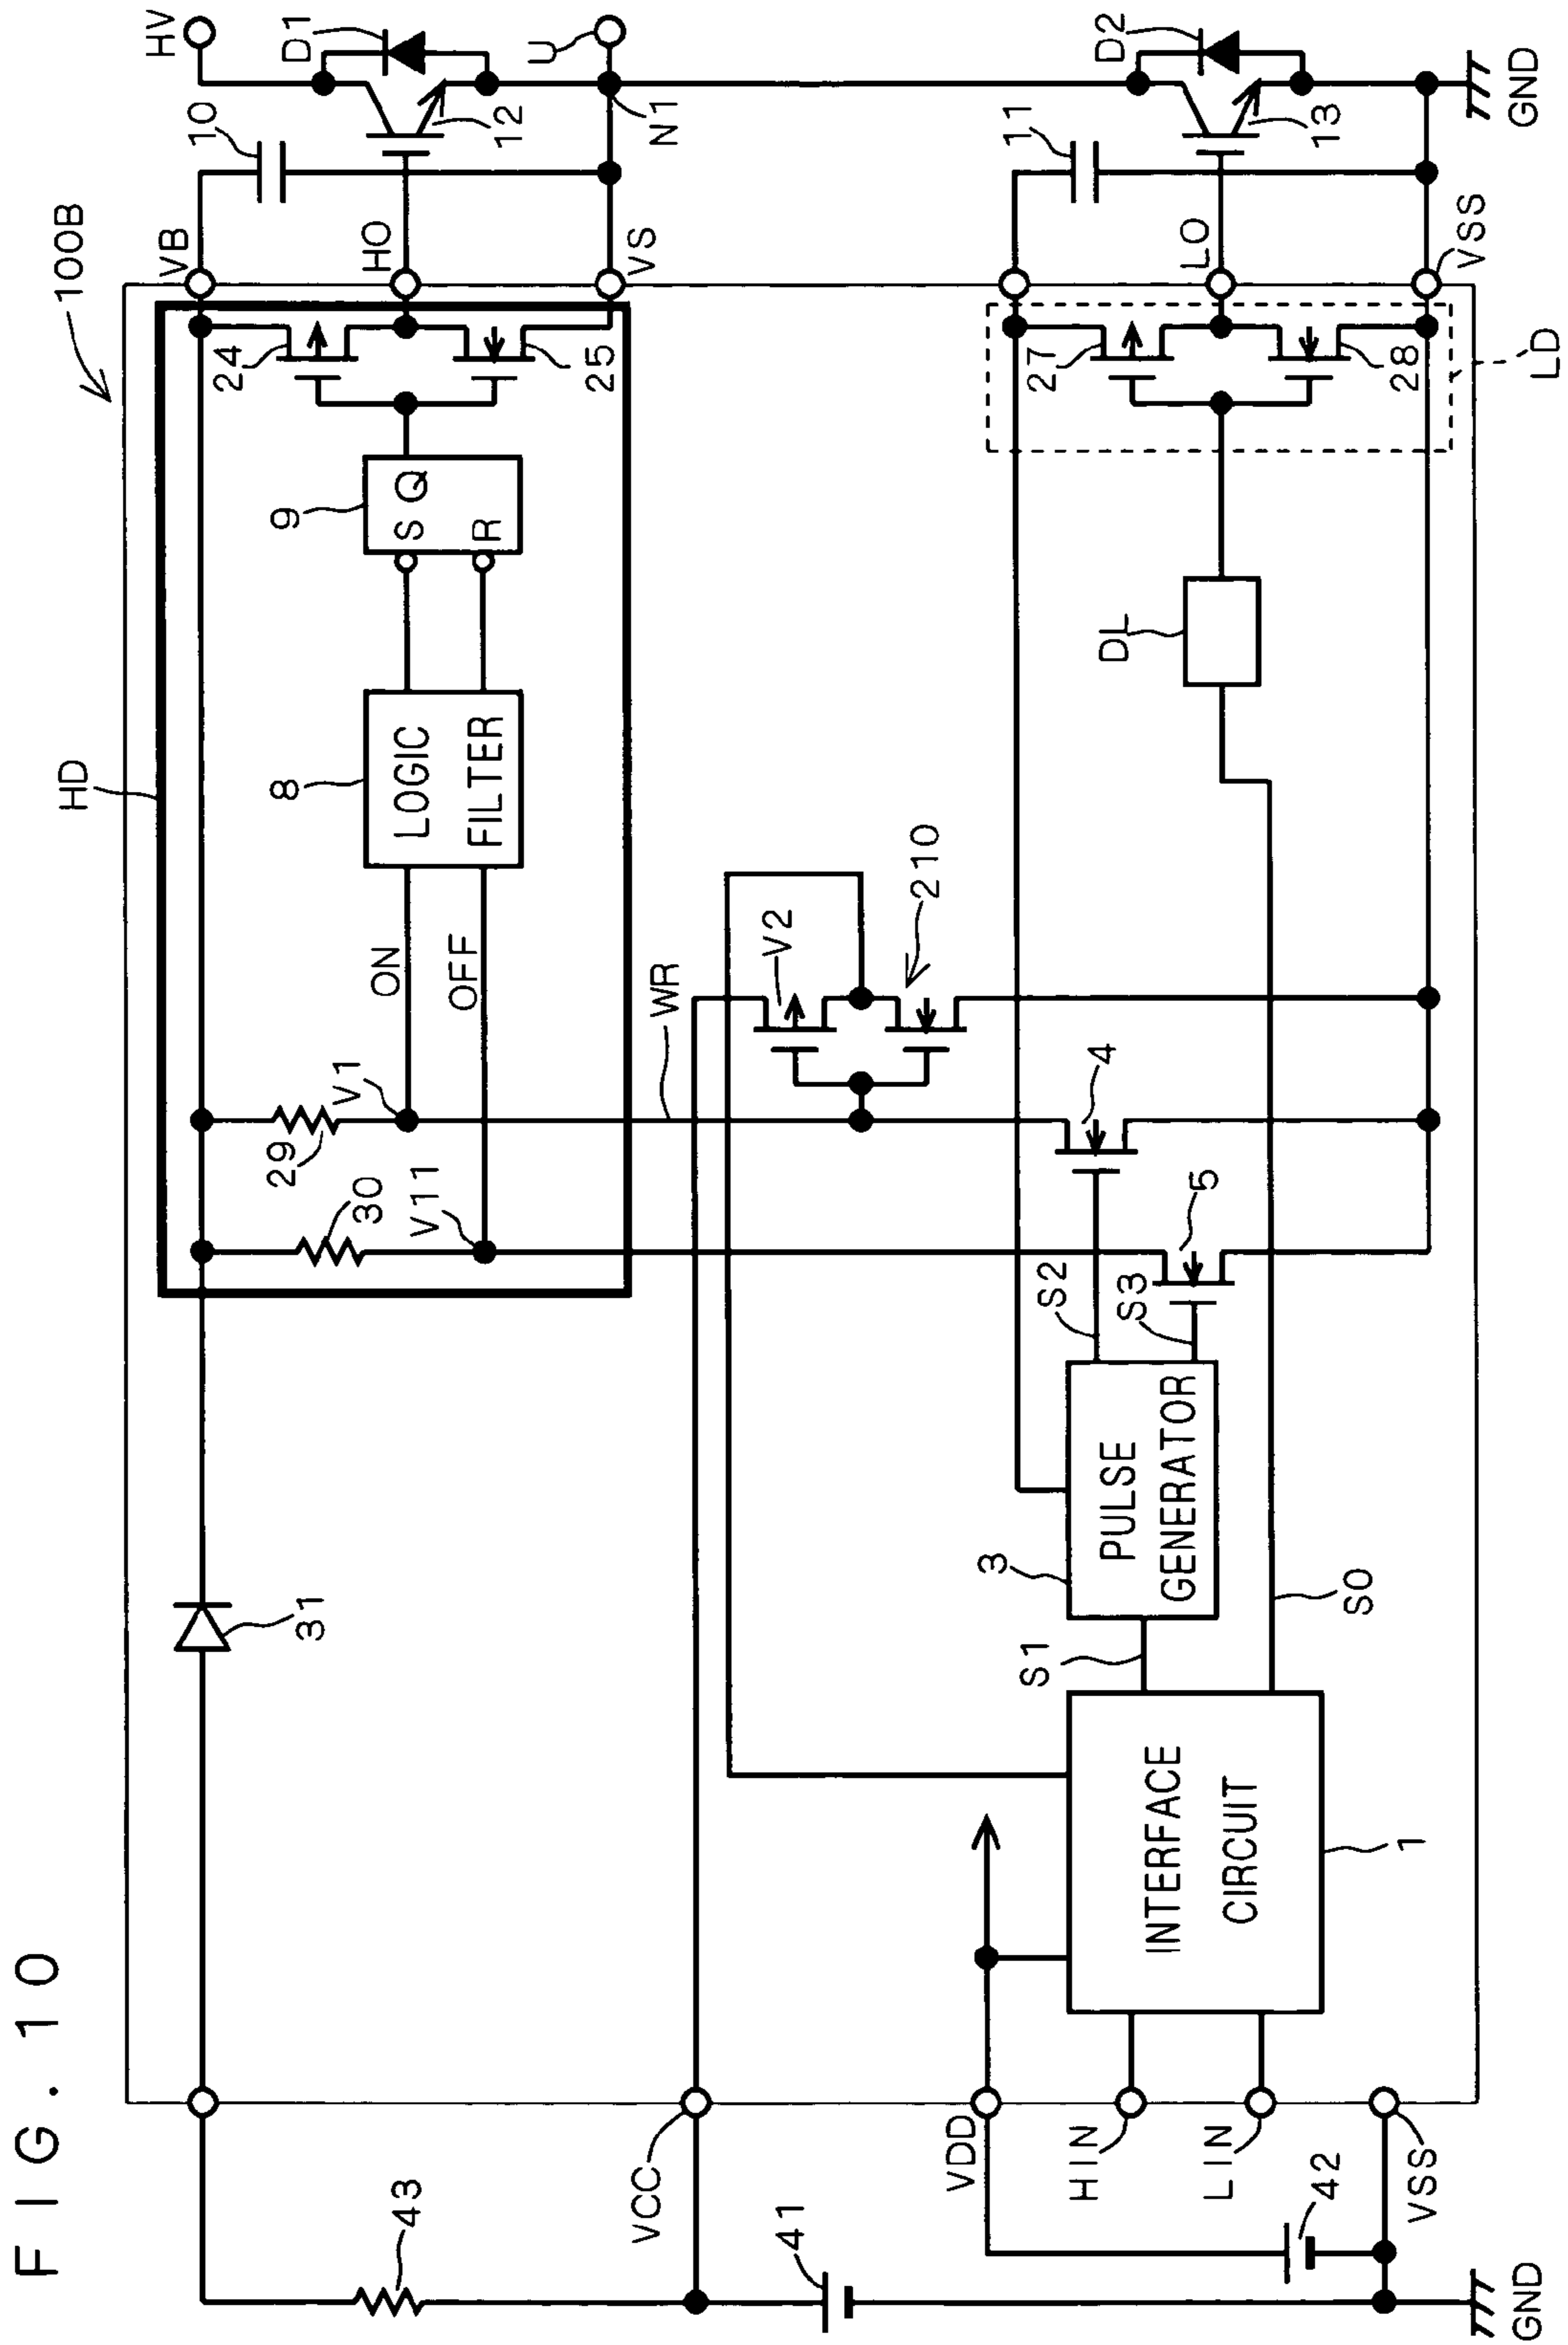 FIG. 10
100B
HD
VB
10
HV
D1
12
HO
24
25
VS
U
N1
9
S Q
R
8
LOGIC
FILTER
ON
OFF
V1
29
30
V11
31
43
WR
V2
210
VCC
41
4
5
S2
S3
3
PULSE
GENERATOR
S1
S0
INTERFACE
CIRCUIT
1
VDD
HIN
LIN
42
VSS
GND
DL
27
28
LD
LO
11
D2
13
VSS
GND